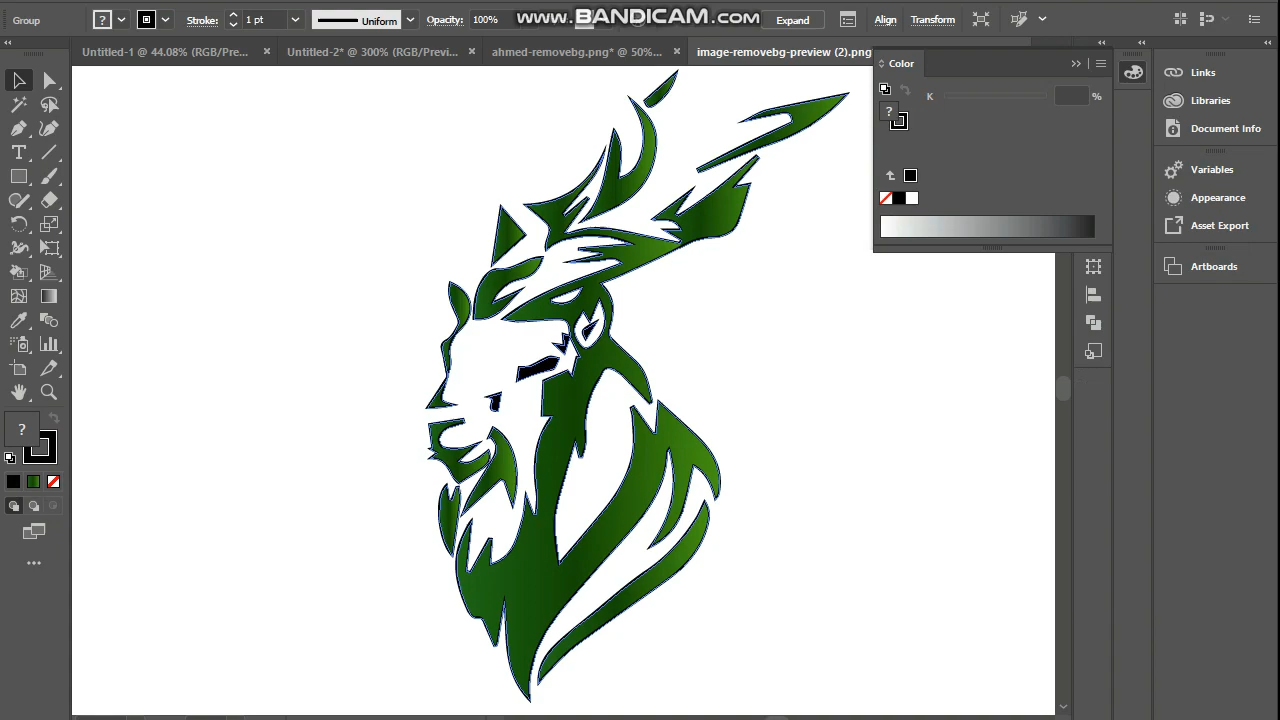 Group
?
Stroke:
1 pt
Uniform
Opacity:
100%
www.BANDICAM.com
Expand
Align
Transform
Untitled-1 @ 44.08% (RGB/Pre...
×
Untitled-2* @ 300% (RGB/Previ...
×
ahmed-removebg.png* @ 50%...
×
image-removebg-preview (2).png
Color
?
K
%
Links
Libraries
Document Info
Variables
Appearance
Asset Export
Artboards
T
?